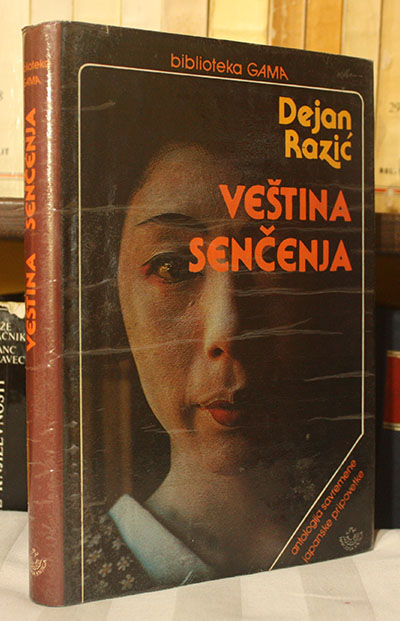 biblioteka GAMA
Dejan
Razić
VEŠTINA
SENČENJA
antologija savremene
japanske pripovetke
biblioteka
GAMA
VEŠTINA SENČENJA